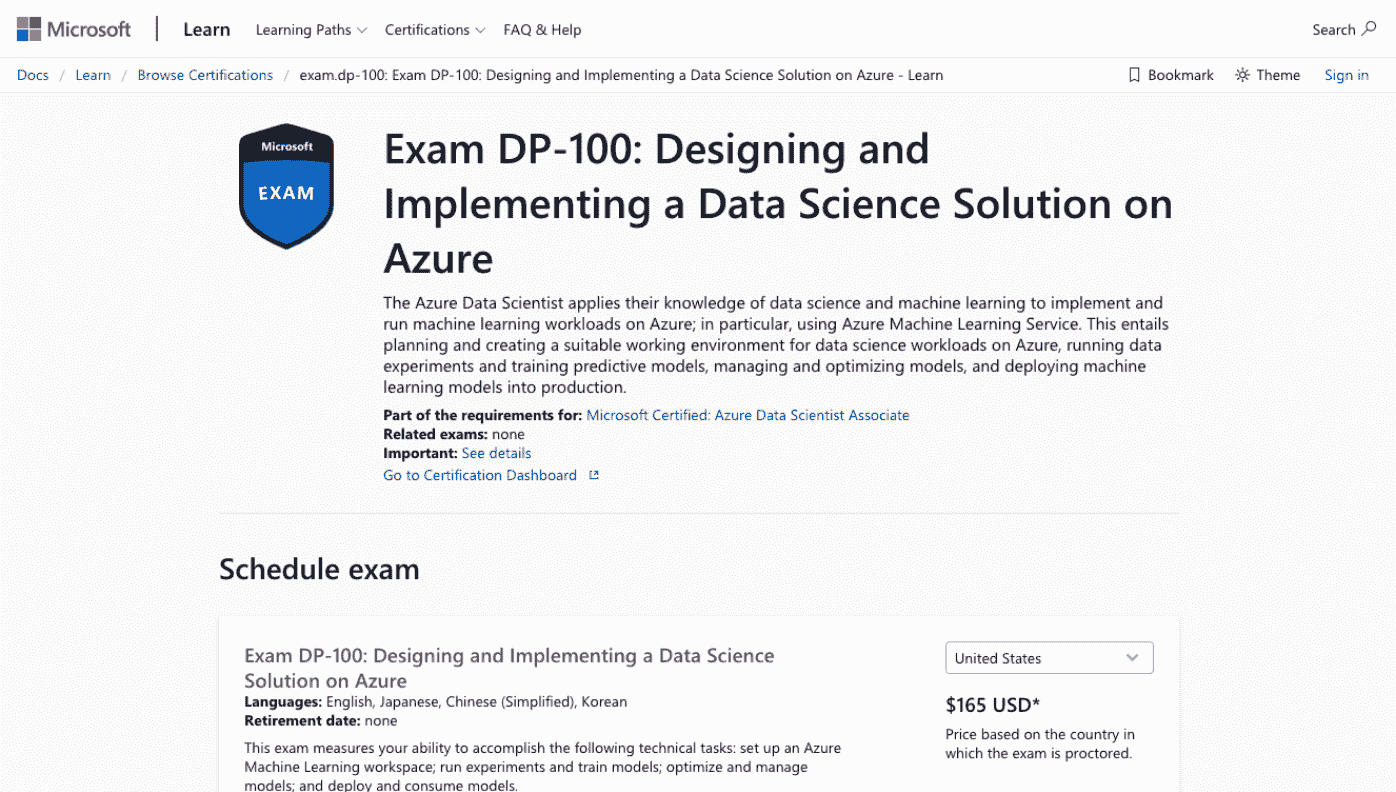 Microsoft Learn Learning Paths Certifications FAQ & Help Search
Docs / Learn / Browse Certifications / exam.dp-100: Exam DP-100: Designing and Implementing a Data Science Solution on Azure - Learn Bookmark Theme Sign in
Microsoft
EXAM
Exam DP-100: Designing and
Implementing a Data Science Solution on
Azure
The Azure Data Scientist applies their knowledge of data science and machine learning to implement and
run machine learning workloads on Azure; in particular, using Azure Machine Learning Service. This entails
planning and creating a suitable working environment for data science workloads on Azure, running data
experiments and training predictive models, managing and optimizing models, and deploying machine
learning models into production.
Part of the requirements for: Microsoft Certified: Azure Data Scientist Associate
Related exams: none
Important: See details
Go to Certification Dashboard
Schedule exam
Exam DP-100: Designing and Implementing a Data Science
Solution on Azure
Languages: English, Japanese, Chinese (Simplified), Korean
Retirement date: none
This exam measures your ability to accomplish the following technical tasks: set up an Azure
Machine Learning workspace; run experiments and train models; optimize and manage
models; and deploy and consume models.
United States
$165 USD*
Price based on the country in
which the exam is proctored.